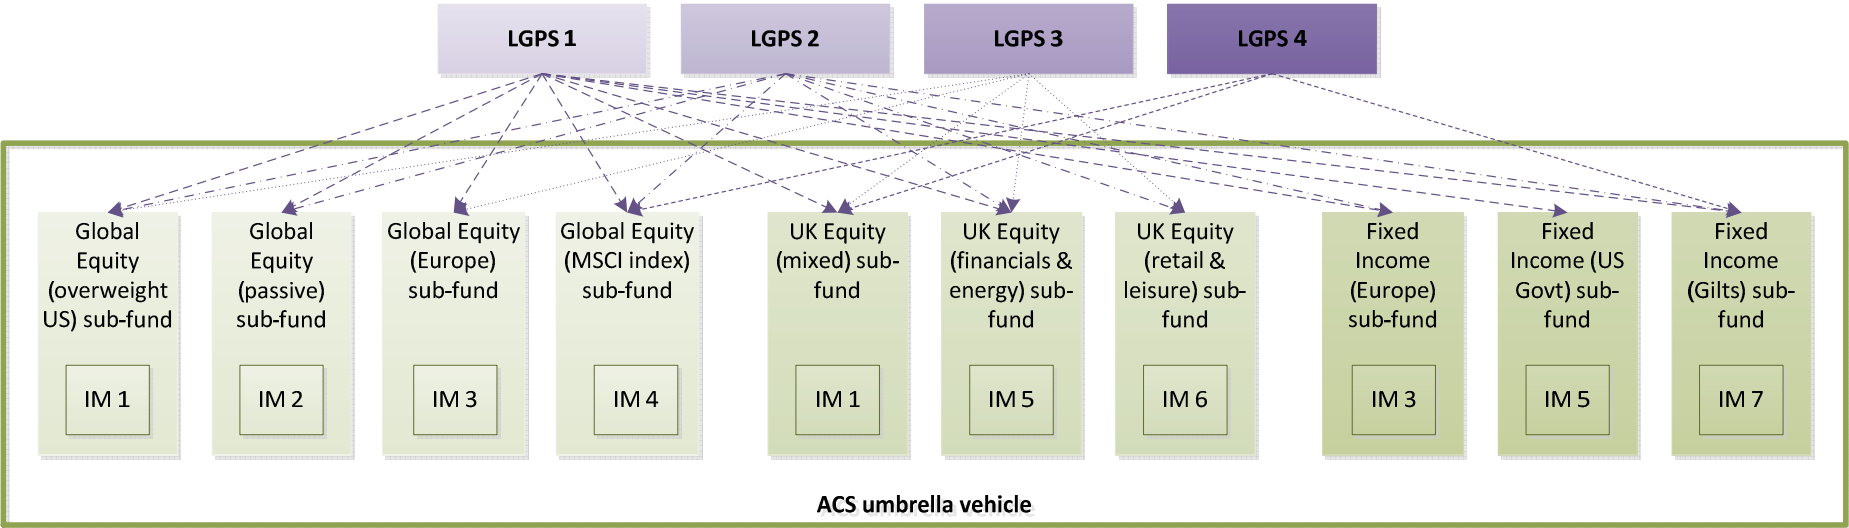 LGPS 1
LGPS 2
LGPS 3
LGPS 4
Global
Equity
(overweight
US) sub-fund
IM 1
Global
Equity
(passive)
sub-fund
IM 2
Global Equity
(Europe)
sub-fund
IM 3
Global Equity
(MSCI index)
sub-fund
IM 4
UK Equity
(mixed) sub-
fund
IM 1
UK Equity
(financials &
energy) sub-
fund
IM 5
UK Equity
(retail &
leisure) sub-
fund
IM 6
Fixed
Income
(Europe)
sub-fund
IM 3
Fixed
Income (US
Govt) sub-
fund
IM 5
Fixed
Income
(Gilts) sub-
fund
IM 7
ACS umbrella vehicle